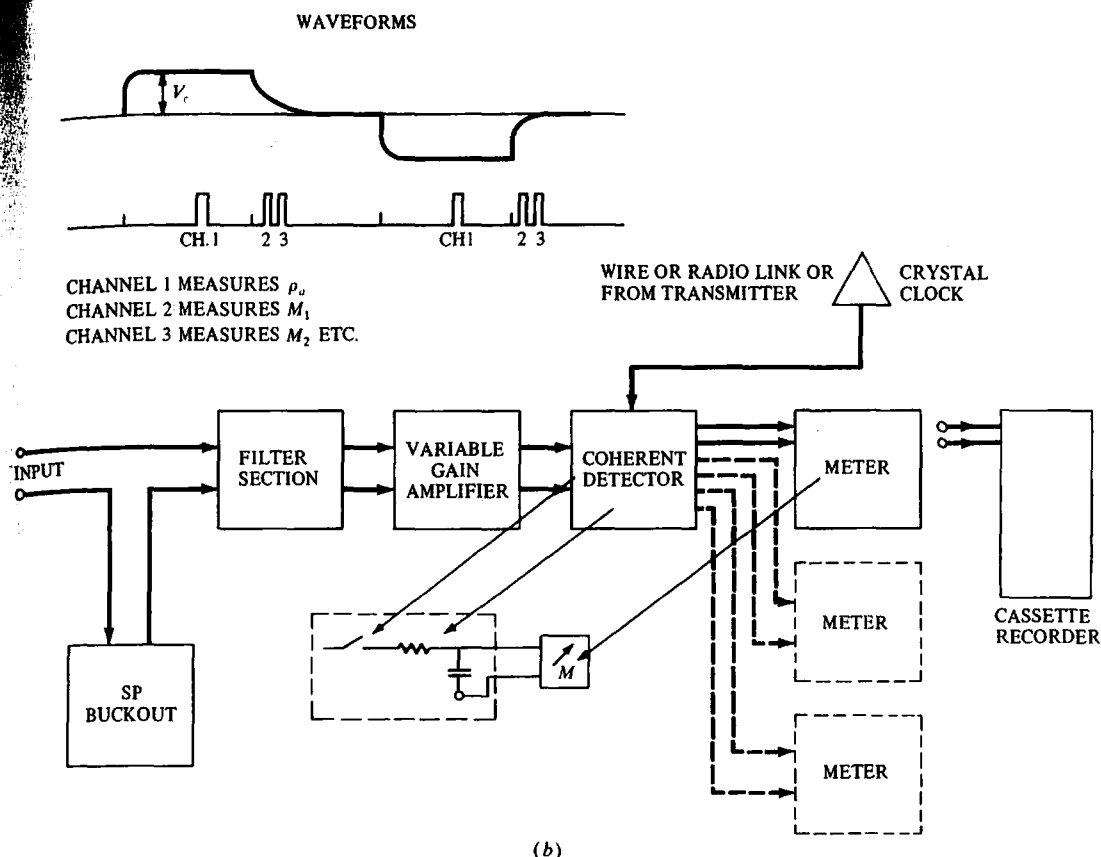 WAVEFORMS
V_c
CH. 1
2 3
CH1
2 3
CHANNEL 1 MEASURES ρ_a
CHANNEL 2 MEASURES M_1
CHANNEL 3 MEASURES M_2 ETC.
WIRE OR RADIO LINK OR
FROM TRANSMITTER
CRYSTAL
CLOCK
INPUT
FILTER
SECTION
VARIABLE
GAIN
AMPLIFIER
COHERENT
DETECTOR
METER
CASSETTE
RECORDER
METER
M
SP
BUCKOUT
METER
(b)